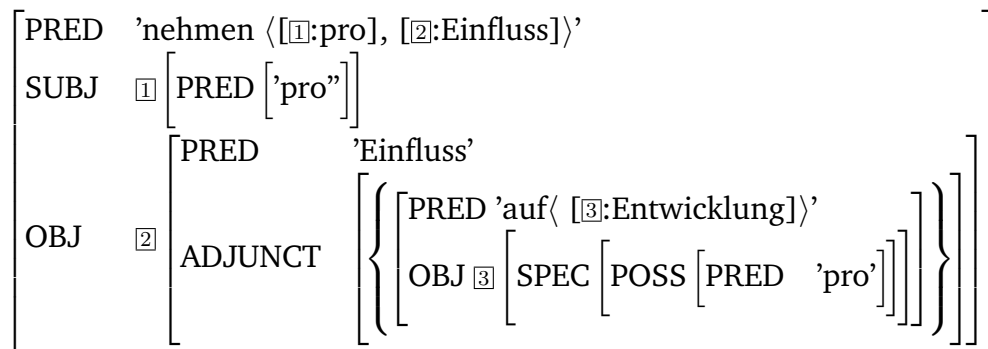 PRED 'nehmen ⟨[1:pro], [2:Einfluss]⟩’
SUBJ 1 [PRED [’pro”]]
PRED ’Einfluss’
PRED ’auf⟨ [3:Entwicklung]⟩’
OBJ 2 ADJUNCT
OBJ 3 [SPEC [POSS [PRED ’pro’]]]